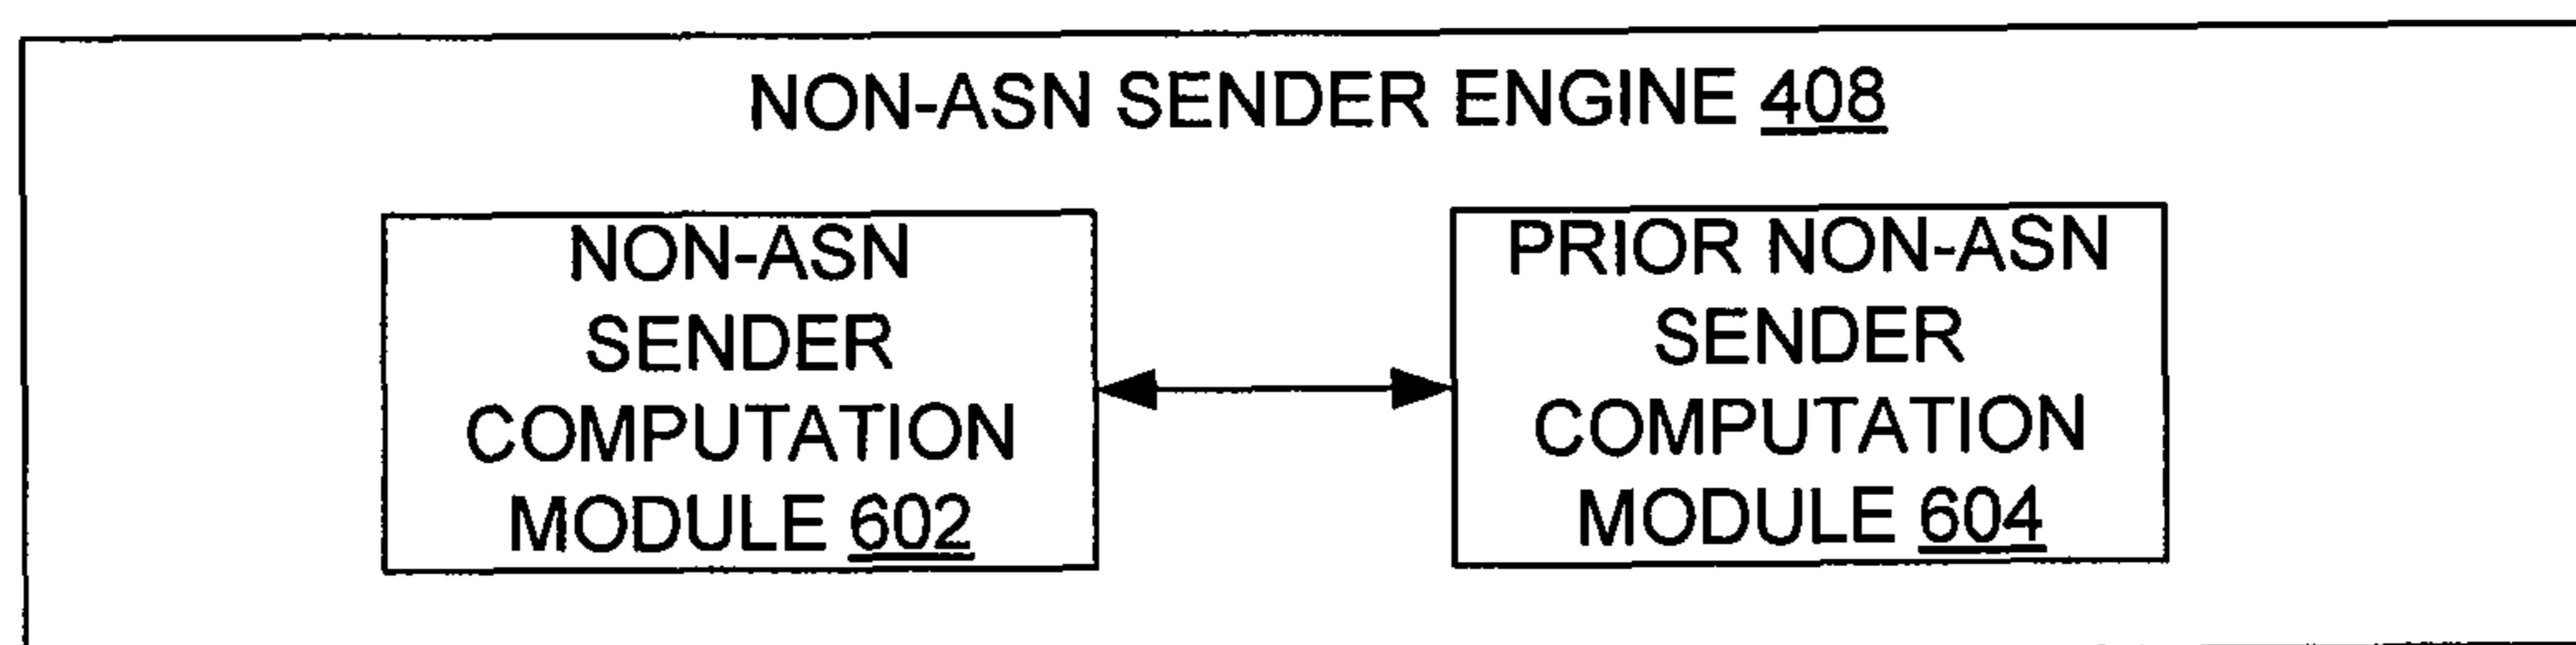 NON-ASN SENDER ENGINE 408
NON-ASN
SENDER
COMPUTATION
MODULE 602
PRIOR NON-ASN
SENDER
COMPUTATION
MODULE 604